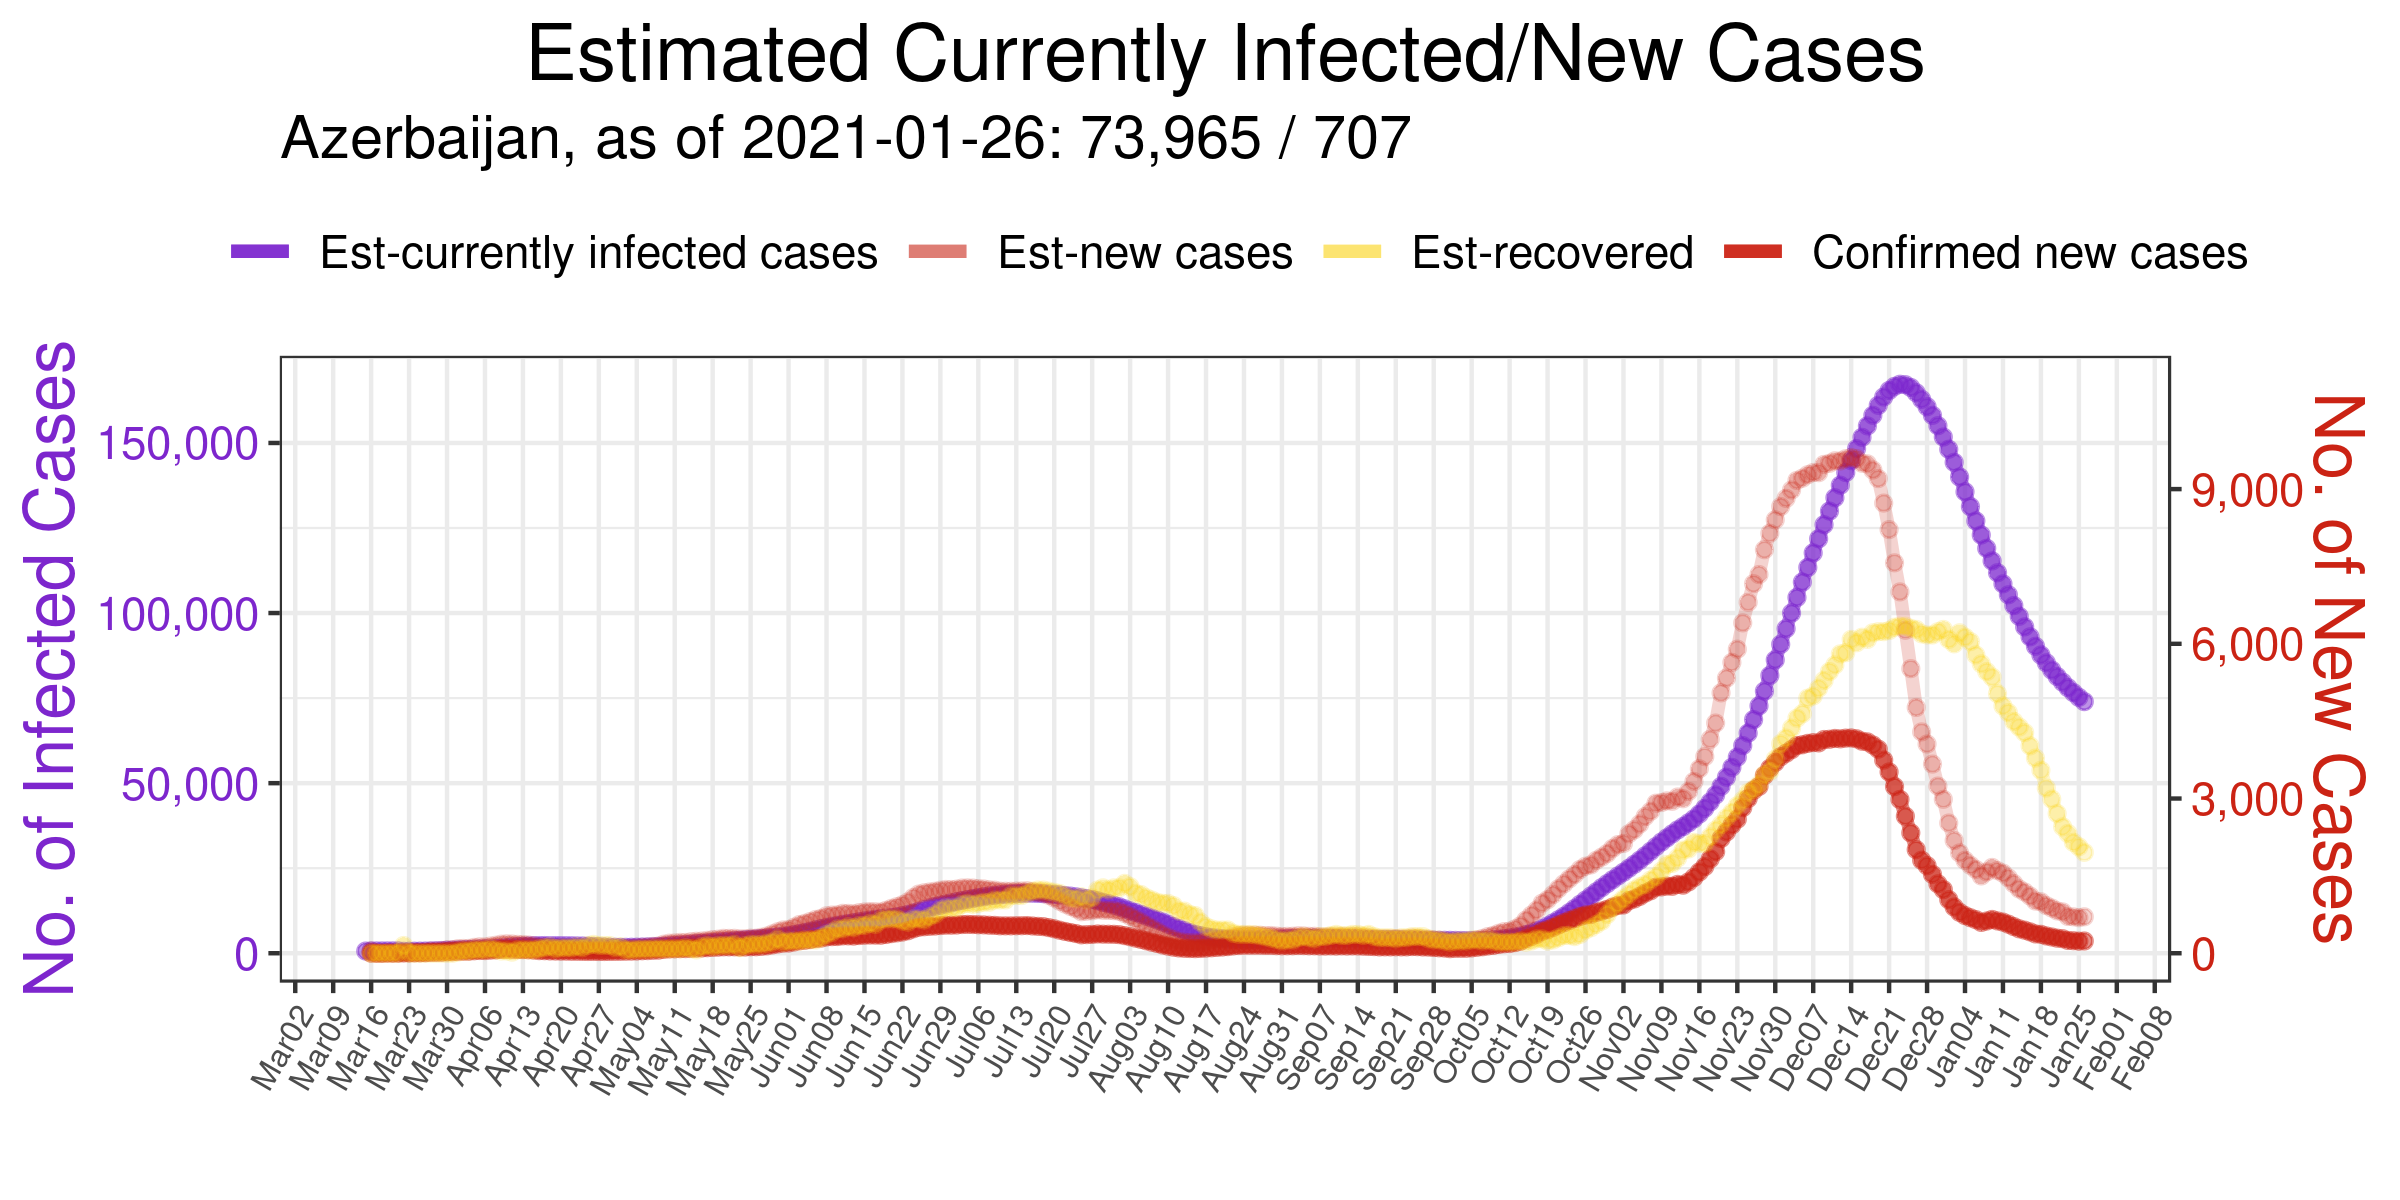 Estimated Currently Infected/New Cases
Azerbaijan, as of 2021-01-26: 73,965 / 707
Est-currently infected cases Est-new cases Est-recovered Confirmed new cases
No. of Infected Cases
150,000
100,000
50,000
0
9,000
6,000
3,000
0
No. of New Cases
Mar02 Mar09 Mar16 Mar23 Mar30 Apr06 Apr13 Apr20 Apr27 May04 May11 May18 May25 Jun01 Jun08 Jun15 Jun22 Jun29 Jul06 Jul13 Jul20 Jul27 Aug03 Aug10 Aug17 Aug24 Aug31 Sep07 Sep14 Sep21 Sep28 Oct05 Oct12 Oct19 Oct26 Nov02 Nov09 Nov16 Nov23 Nov30 Dec07 Dec14 Dec21 Dec28 Jan04 Jan11 Jan18 Jan25 Feb01 Feb08